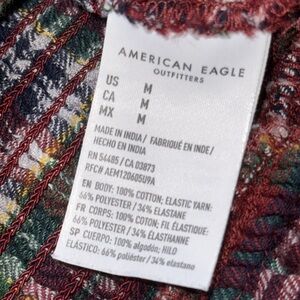 AMERICAN EAGLE
OUTFITTERS
US M
CA M
MX M
MADE IN INDIA/ FABRIQUÉ EN INDE/
HECHO EN INDIA
RN 54485/ CA 03873
RFC# AEM120605U9A
EN BODY: 100% COTTON; ELASTIC YARN:
66% POLYESTER / 34% ELASTANE
FR CORPS: 100% COTON; FIL ÉLASTIQUE:
66% POLYESTER / 34% ÉLASTHANNE
SP CUERPO: 100% algodón; HILO
ELÁSTICO: 66% poliéster / 34% elastano